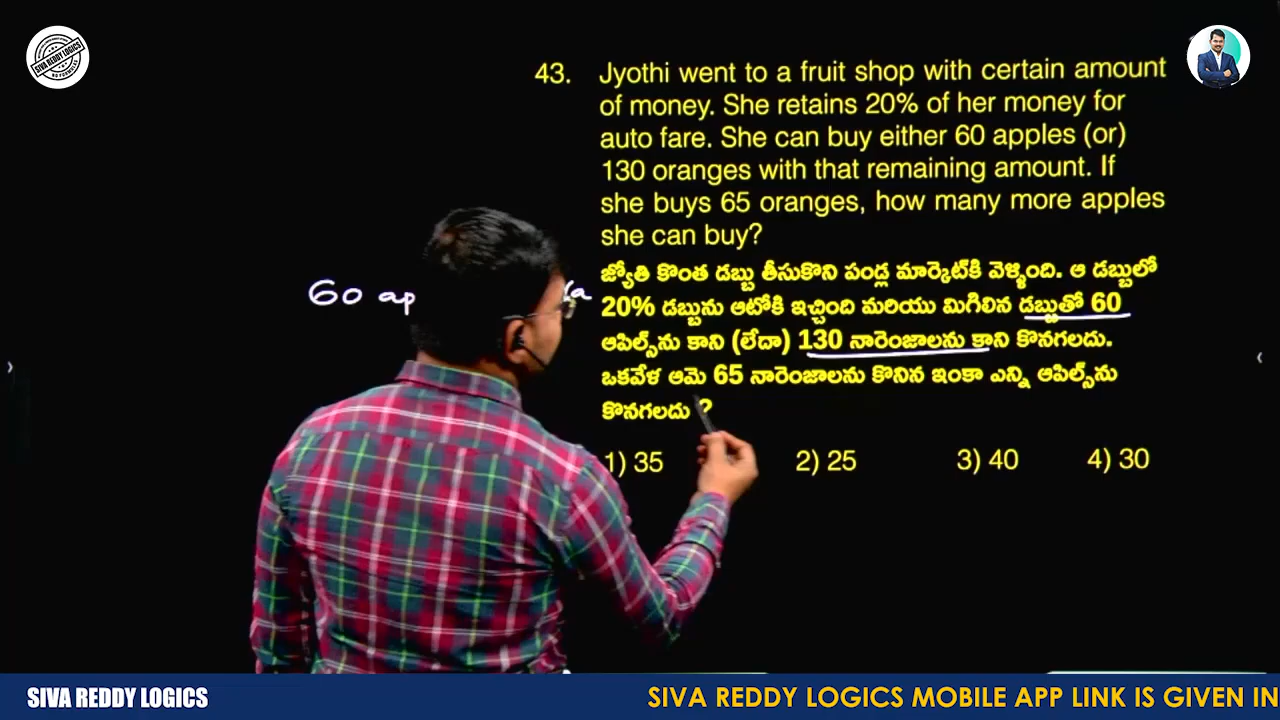 SIVA REDDY LOGICS
43. Jyothi went to a fruit shop with certain amount
of money. She retains 20% of her money for
auto fare. She can buy either 60 apples (or)
130 oranges with that remaining amount. If
she buys 65 oranges, how many more apples
she can buy?
జ్యోతి కొంత డబ్బు తీసుకొని పండ్ల మార్కెట్‌కి వెళ్ళింది. ఆ డబ్బులో
60 ap
20% డబ్బును ఆటోకి ఇచ్చింది మరియు మిగిలిన డబ్బుతో 60
ఆపిల్స్‌ను కాని (లేదా) 130 నారెంజాలను కాని కొనగలదు.
ఒకవేళ ఆమె 65 నారెంజాలను కొనిన ఇంకా ఎన్ని ఆపిల్స్‌ను
కొనగలదు ?
1) 35 2) 25 3) 40 4) 30
SIVA REDDY LOGICS
SIVA REDDY LOGICS MOBILE APP LINK IS GIVEN IN